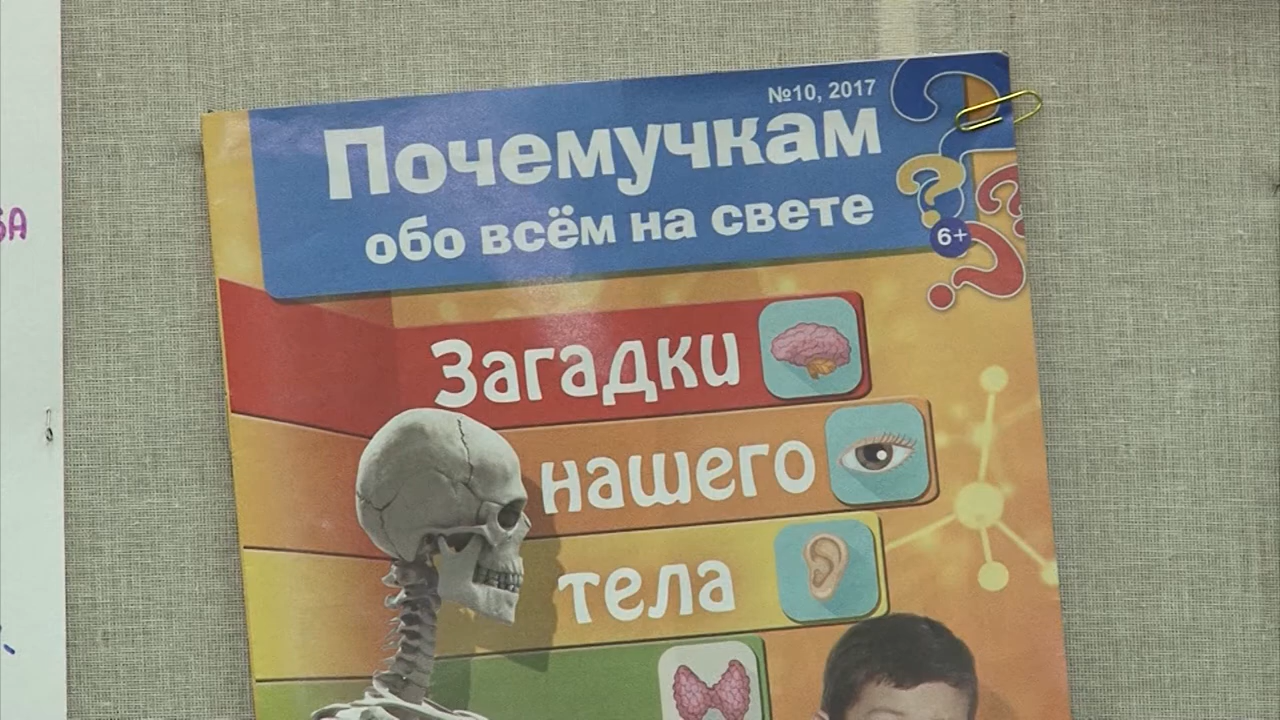 №10, 2017
Почемучкам
обо всём на свете
6+
Загадки
нашего
тела